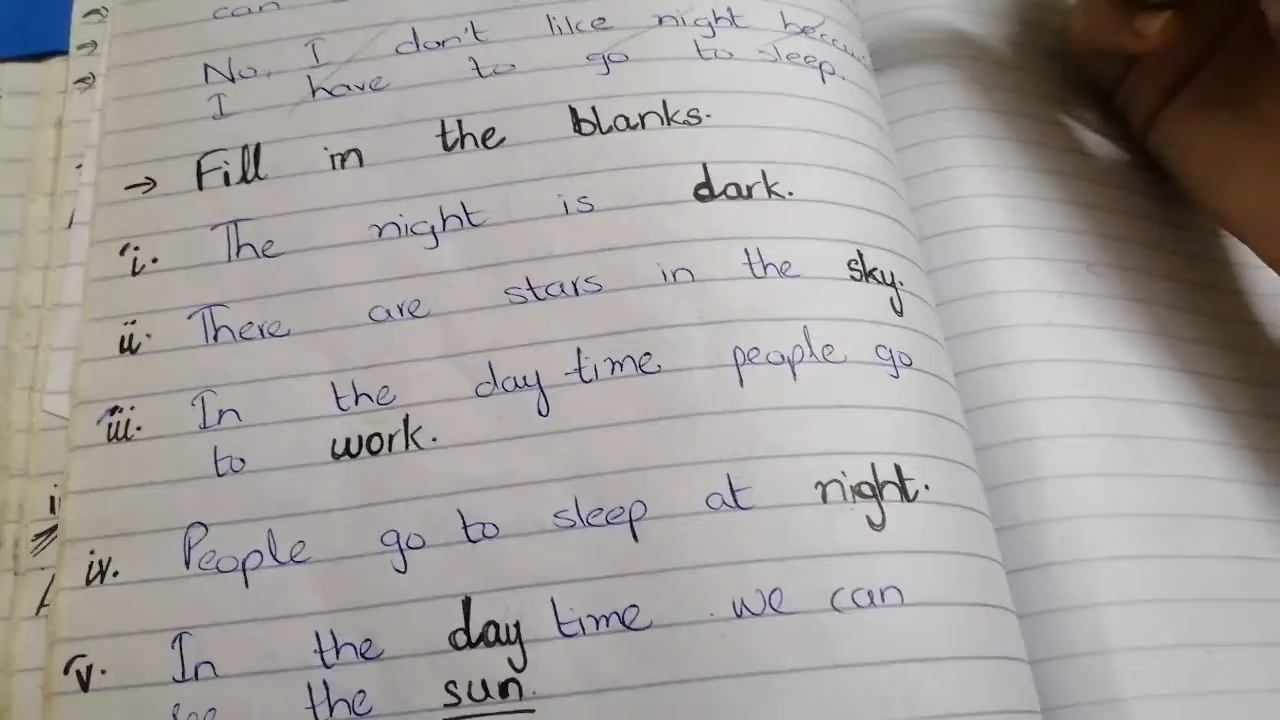 can
No, I don't like night
I have to go to sleep.
→ Fill in the blanks.
i. The night is dark.
ii. There are stars in the sky.
iii. In the day time people go
to work.
iv. People go to sleep at night.
v. In the day time we can
see the sun.